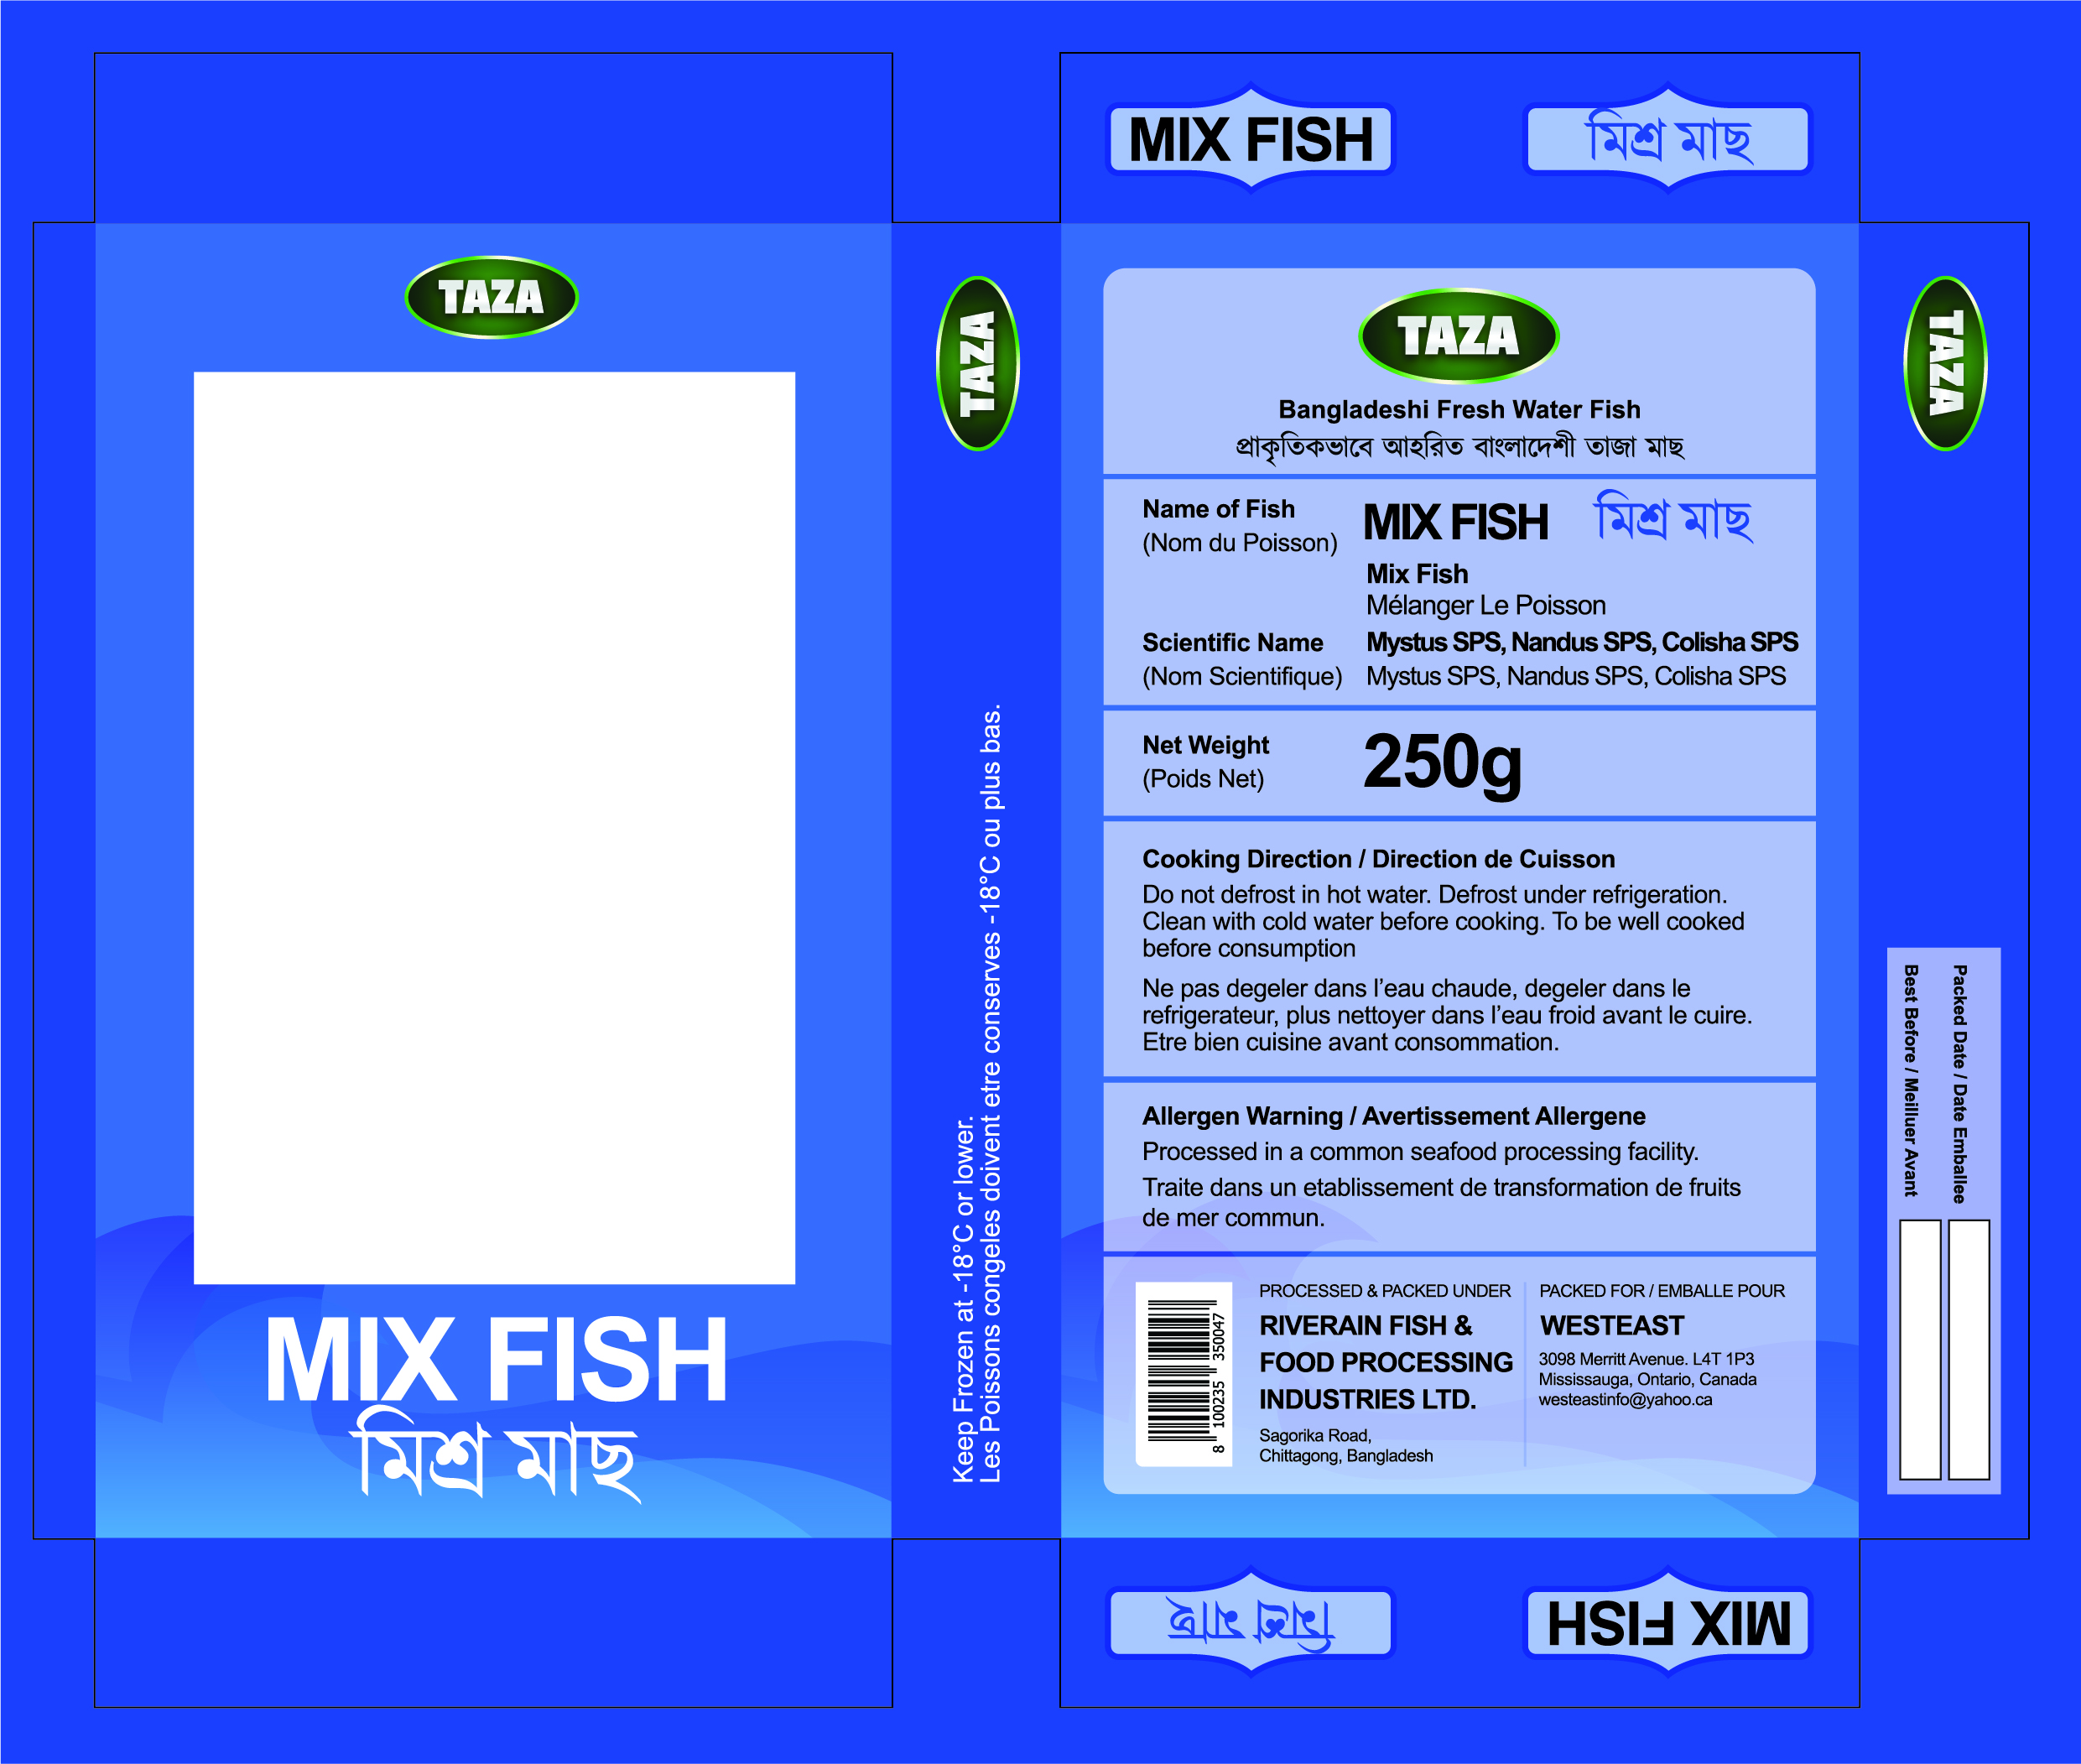 MIX FISH
মিশ্র মাছ
TAZA
MIX FISH
মিশ্র মাছ
TAZA
Keep Frozen at -18°C or lower.
Les Poissons congeles doivent etre conserves -18°C ou plus bas.
TAZA
Bangladeshi Fresh Water Fish
প্রাকৃতিকভাবে আহরিত বাংলাদেশী তাজা মাছ
Name of Fish
(Nom du Poisson)
MIX FISH মিশ্র মাছ
Mix Fish
Mélanger Le Poisson
Scientific Name
(Nom Scientifique)
Mystus SPS, Nandus SPS, Colisha SPS
Mystus SPS, Nandus SPS, Colisha SPS
Net Weight
(Poids Net)
250g
Cooking Direction / Direction de Cuisson
Do not defrost in hot water. Defrost under refrigeration.
Clean with cold water before cooking. To be well cooked
before consumption
Ne pas degeler dans l’eau chaude, degeler dans le
refrigerateur, plus nettoyer dans l’eau froid avant le cuire.
Etre bien cuisine avant consommation.
Allergen Warning / Avertissement Allergene
Processed in a common seafood processing facility.
Traite dans un etablissement de transformation de fruits
de mer commun.
8 100235 350047
PROCESSED & PACKED UNDER
RIVERAIN FISH &
FOOD PROCESSING
INDUSTRIES LTD.
Sagorika Road,
Chittagong, Bangladesh
PACKED FOR / EMBALLE POUR
WESTEAST
3098 Merritt Avenue. L4T 1P3
Mississauga, Ontario, Canada
westeastinfo@yahoo.ca
TAZA
Packed Date / Date Emballee
Best Before / Meilluer Avant
মিশ্র মাছ
MIX FISH